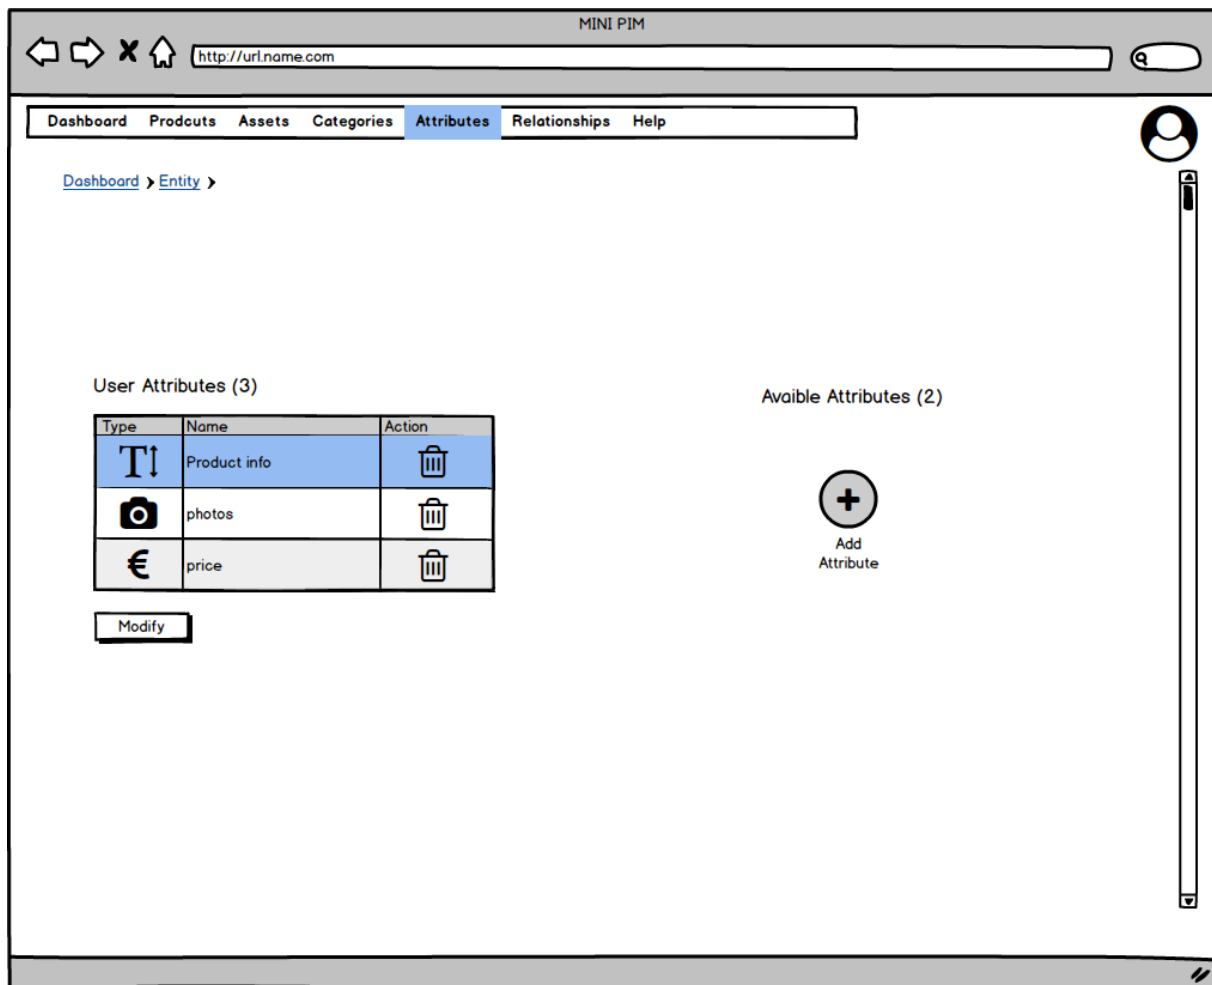 MINI PIM
http://url.name.com
Dashboard Prodcuts Assets Categories Attributes Relationships Help
Dashboard Entity
User Attributes (3)
Avaible Attributes (2)
Type Name Action
T Product info
photos
€ price
Add
Attribute
Modify